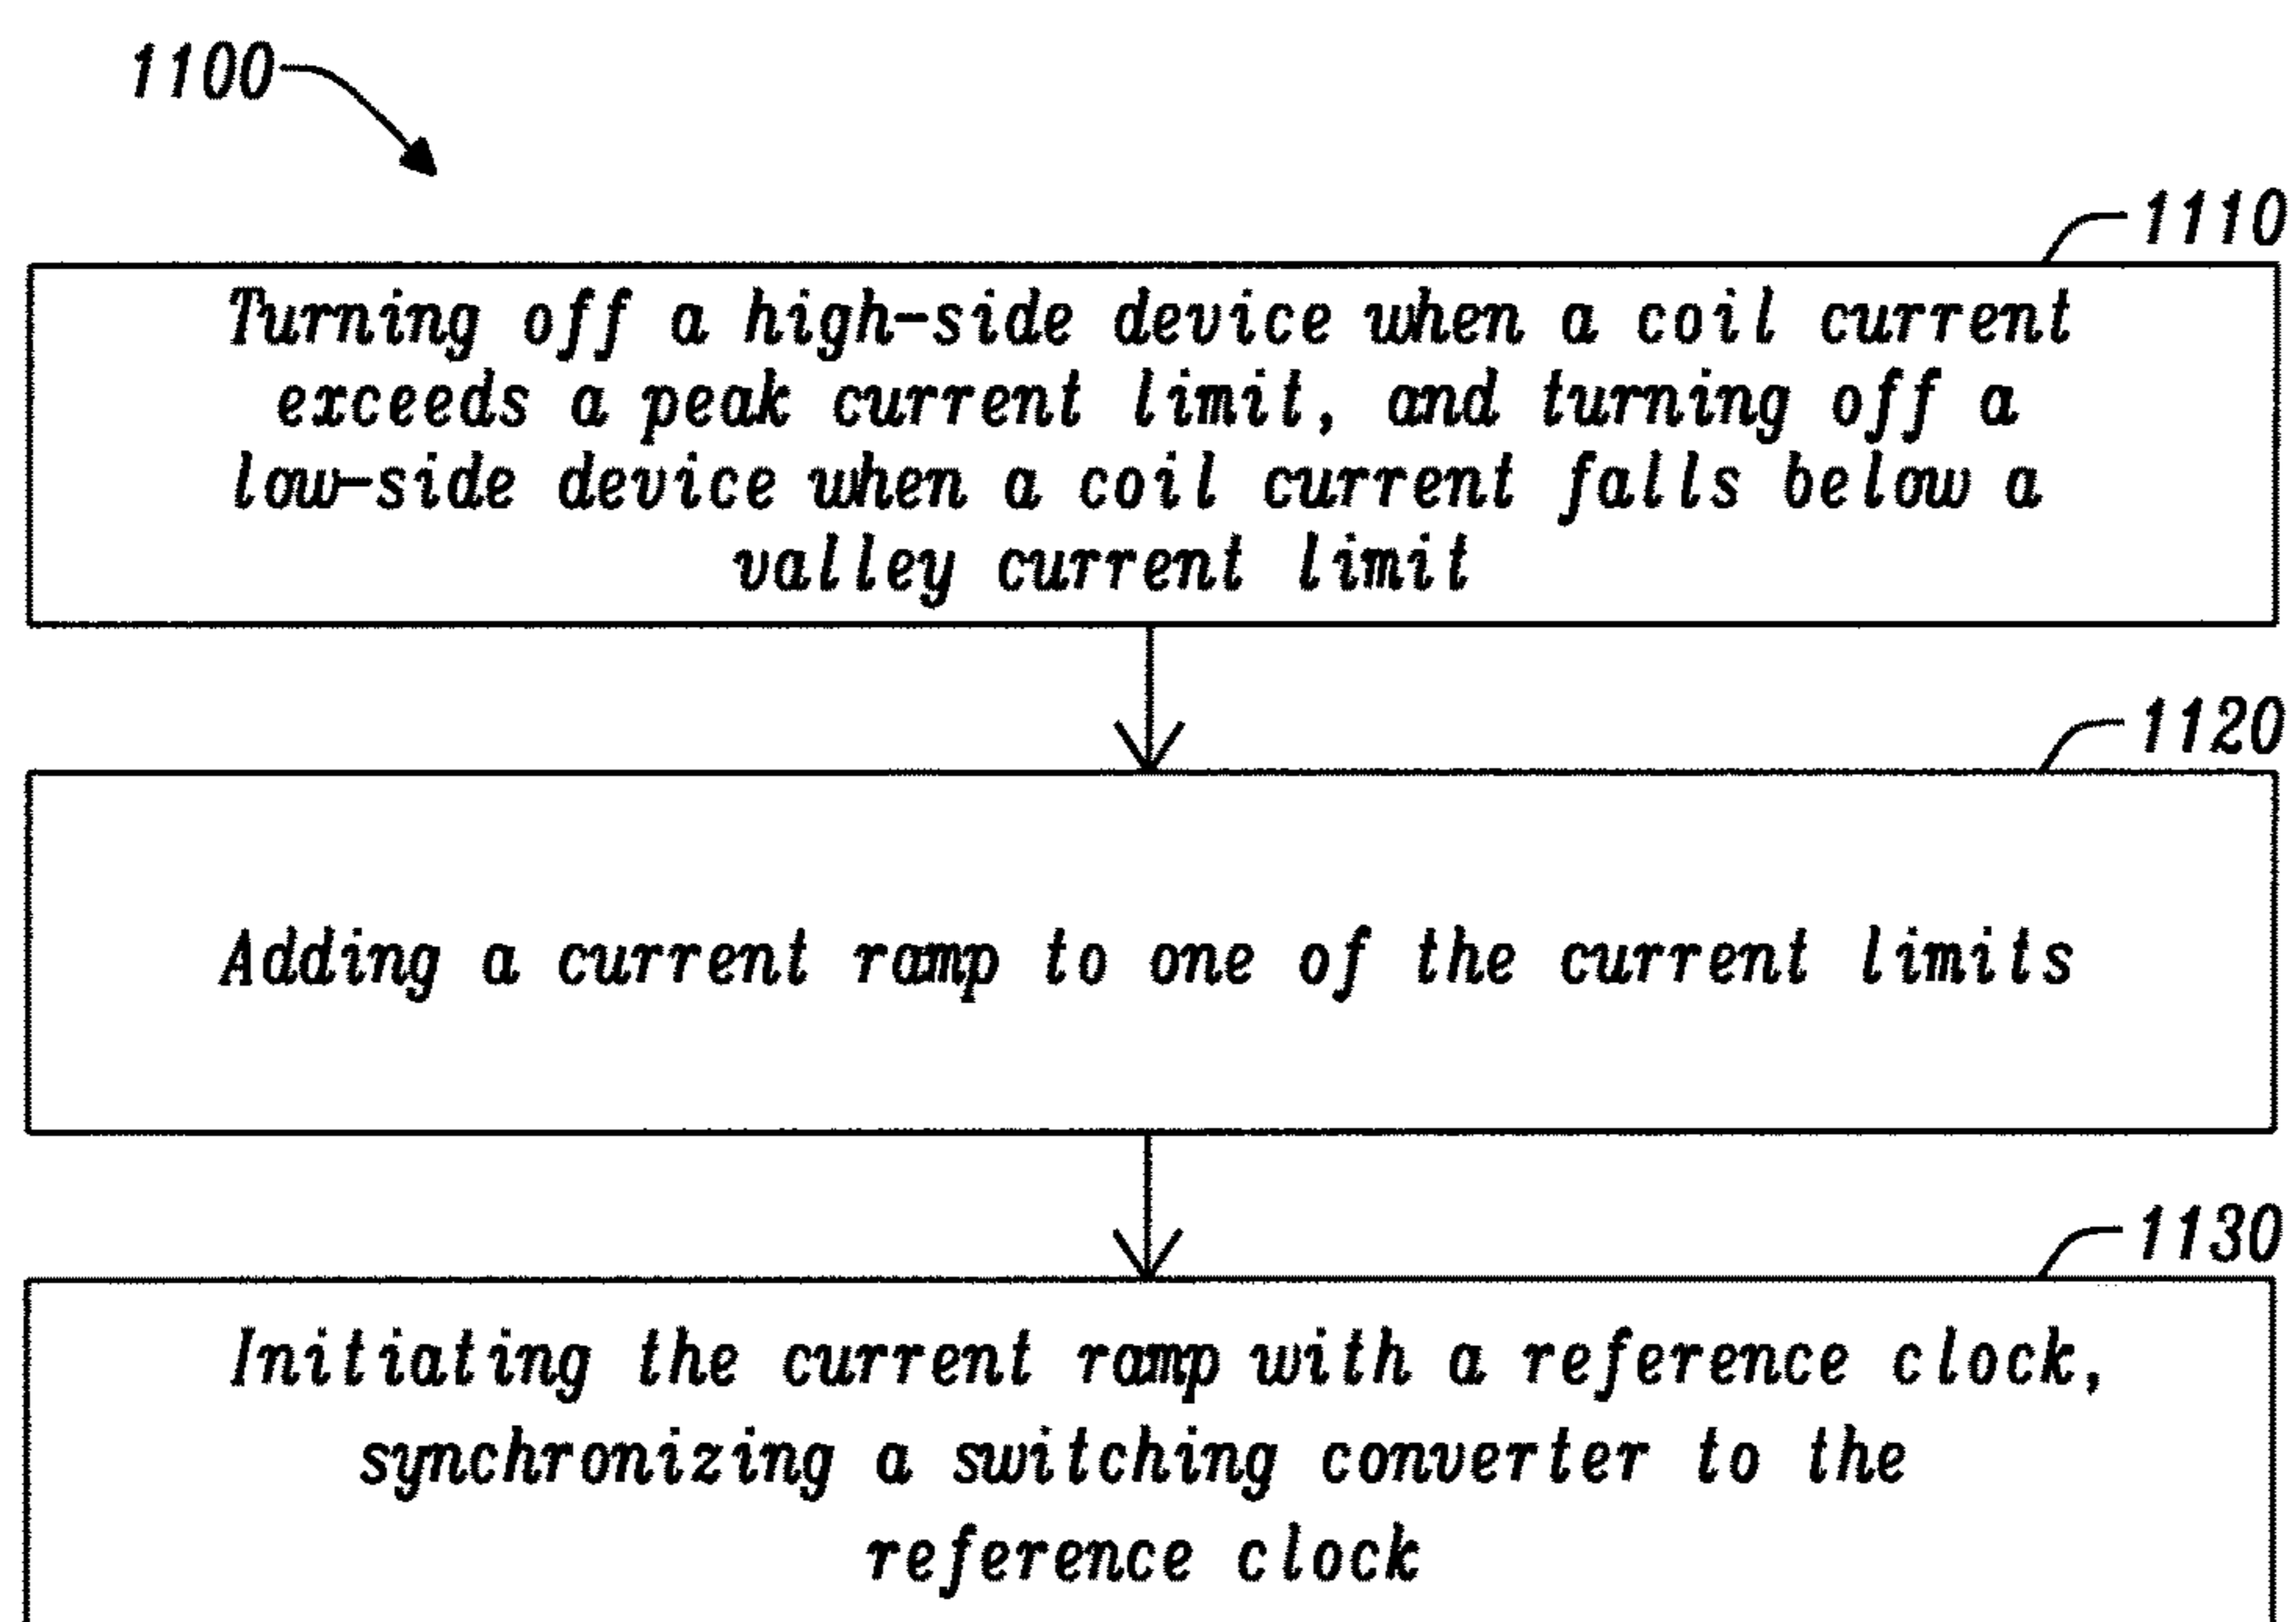 1100
1110
Turning off a high-side device when a coil current
exceeds a peak current limit, and turning off a
low-side device when a coil current falls below a
valley current limit
1120
Adding a current ramp to one of the current limits
1130
Initiating the current ramp with a reference clock,
synchronizing a switching converter to the
reference clock